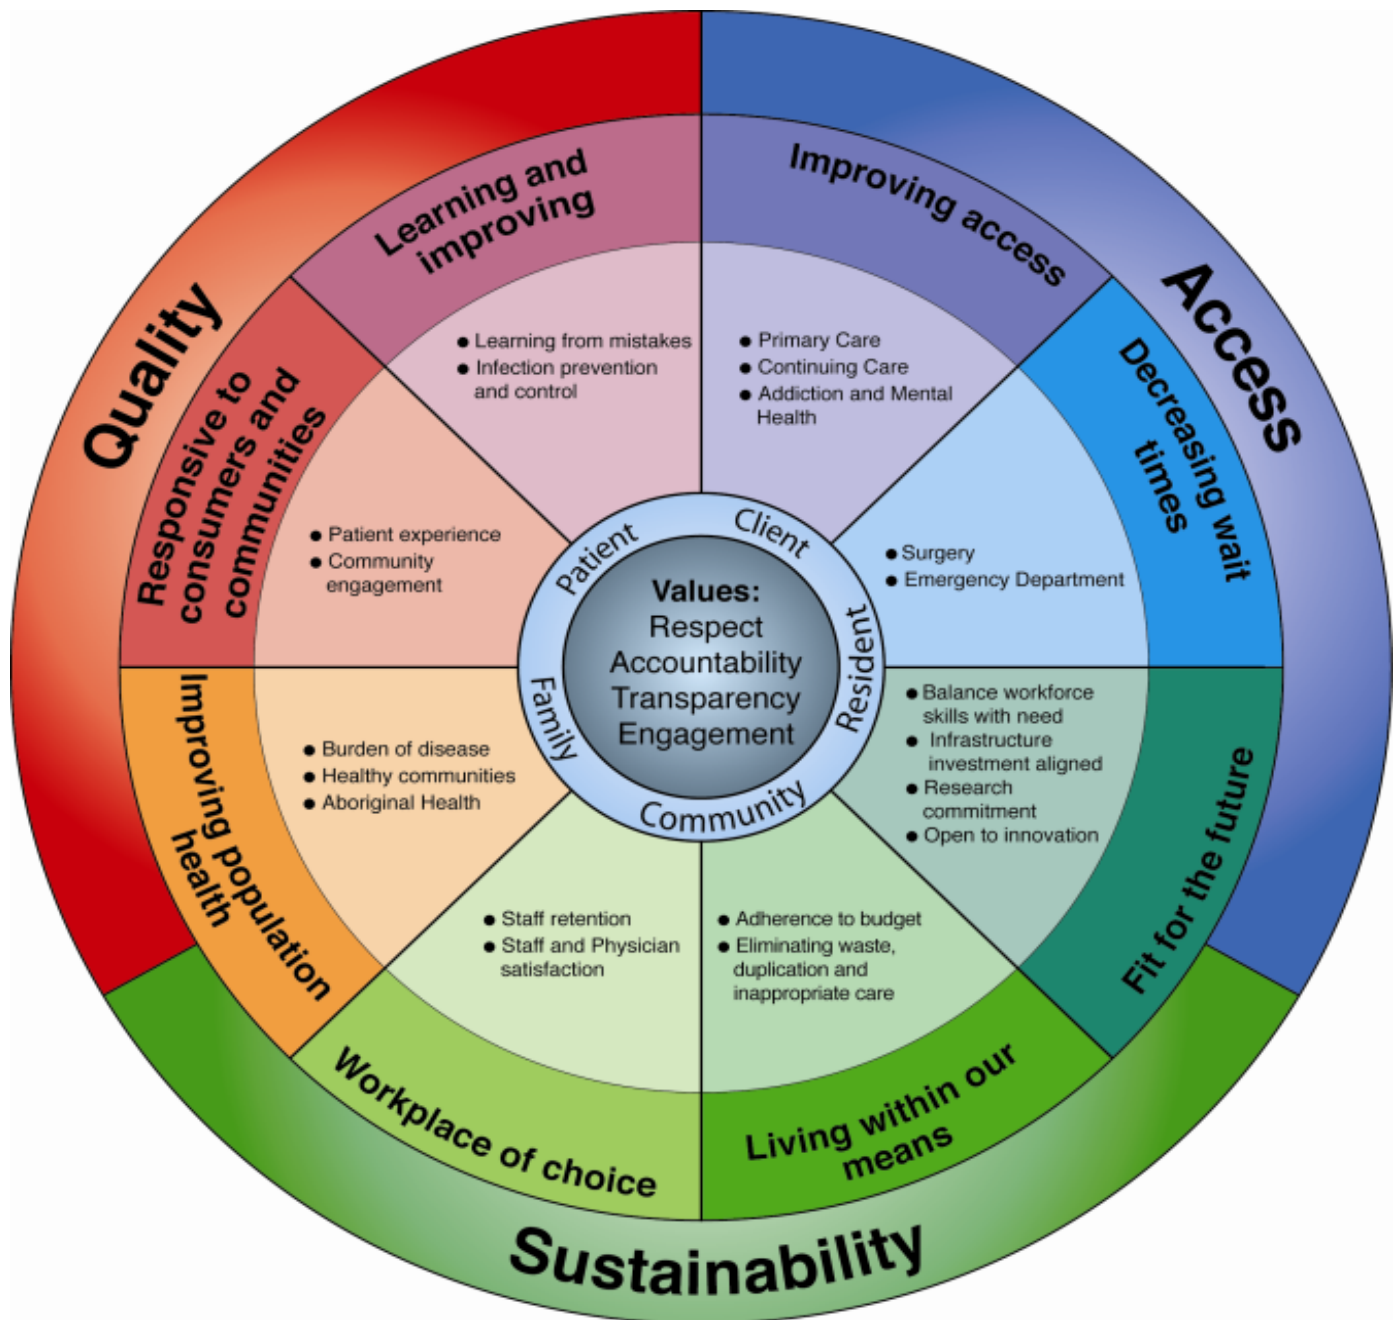 Quality
Access
Sustainability
Learning and
improving
● Learning from mistakes
● Infection prevention
and control
Improving access
● Primary Care
● Continuing Care
● Addiction and Mental
Health
Decreasing wait
times
● Surgery
● Emergency Department
Fit for the future
● Balance workforce
skills with need
● Infrastructure
investment aligned
● Research
commitment
● Open to innovation
Living within our
means
● Adherence to budget
● Eliminating waste,
duplication and
inappropriate care
Workplace of choice
● Staff retention
● Staff and Physician
satisfaction
Improving population
health
● Burden of disease
● Healthy communities
● Aboriginal Health
Responsive to
consumers and
communities
● Patient experience
● Community
engagement
Patient
Client
Resident
Community
Family
Values:
Respect
Accountability
Transparency
Engagement